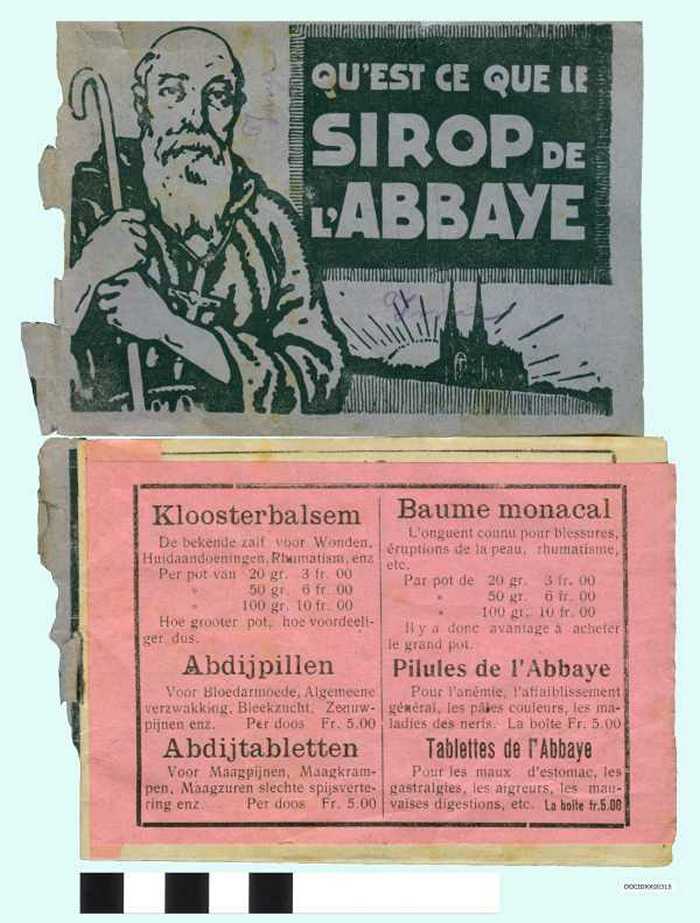 QU'EST CE QUE LE
SIROP DE
L'ABBAYE
Kloosterbalsem
De bekende zalf voor Wonden,
Huidaandoeningen, Rhumatism, enz
Per pot van 20 gr. 3 fr. 00
" 50 gr. 6 fr. 00
" 100 gr. 10 fr. 00
Hoe grooter pot, hoe voordeeli-
ger dus.
Abdijpillen
Voor Bloedarmoede, Algemeene
verzwakking, Bleekzucht, Zenuw-
pijnen enz. Per doos Fr. 5.00
Abdijtabletten
Voor Maagpijnen, Maagkram-
pen, Maagzuren slechte spijsverte-
ring enz. Per doos Fr. 5.00
Baume monacal
L'onguent connu pour blessures,
éruptions de la peau, rhumatisme,
etc.
Par pot de 20 gr. 3 fr. 00
" 50 gr. 6 fr. 00
" 100 gr. 10 fr. 00
Il y a donc avantage à acheter
le grand pot.
Pilules de l'Abbaye
Pour l'anémie, l'affaiblissement
général, les pâles couleurs, les ma-
ladies des nerfs. La boîte Fr. 5.00
Tablettes de l'Abbaye
Pour les maux d'estomac, les
gastralgies, les aigreurs, les mau-
vaises digestions, etc. La boîte fr.5.00